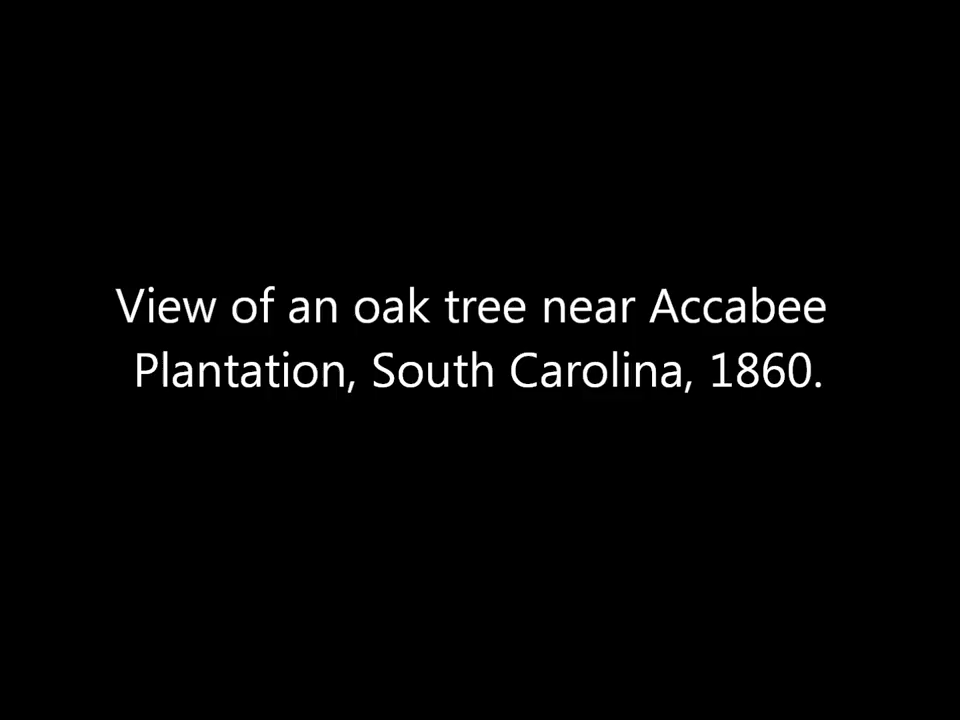 View of an oak tree near Accabee
Plantation, South Carolina, 1860.